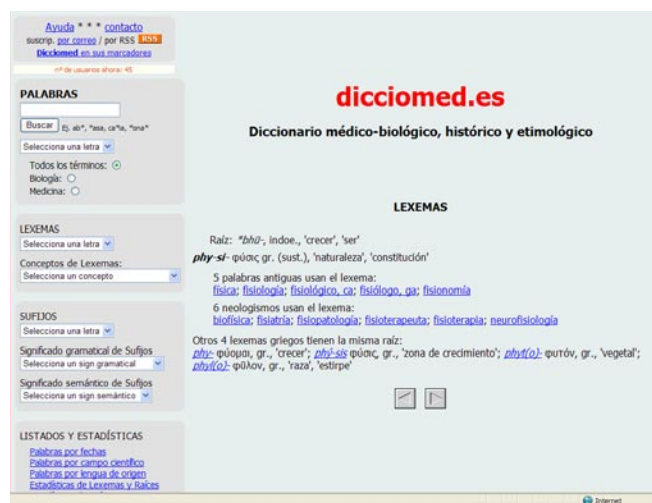 Ayuda * * * contacto
suscrip. por correo / por RSS RSS
Dicciomed en sus marcadores
nº de usuarios ahora: 45
PALABRAS
Buscar Ej. ab*, *asa, ca*ia, *oma*
Selecciona una letra
Todos los términos:
Biología:
Medicina:
LEXEMAS
Selecciona una letra
Conceptos de Lexemas:
Selecciona un concepto
SUFIJOS
Selecciona una letra
Significado gramatical de Sufijos
Selecciona un sign gramatical
Significado semántico de Sufijos
Selecciona un sign semántico
LISTADOS Y ESTADÍSTICAS
Palabras por fechas
Palabras por campo científico
Palabras por lengua de origen
Estadísticas de Lexemas y Raíces
dicciomed.es
Diccionario médico-biológico, histórico y etimológico
LEXEMAS
Raíz: *bhū-, indoe., 'crecer', 'ser'
phy-si- φύσις gr. (sust.), 'naturaleza', 'constitución'
5 palabras antiguas usan el lexema:
física; fisiología; fisiológico, ca; fisiólogo, ga; fisionomía
6 neologismos usan el lexema:
biofísica; fisiatría; fisiopatología; fisioterapeuta; fisioterapia; neurofisiología
Otros 4 lexemas griegos tienen la misma raíz:
phy- φύομαι, gr., 'crecer'; phý-sis φύσις, gr., 'zona de crecimiento'; phyt(o)- φυτόν, gr., 'vegetal';
phyl(o)- φῦλον, gr., 'raza', 'estirpe'
Internet